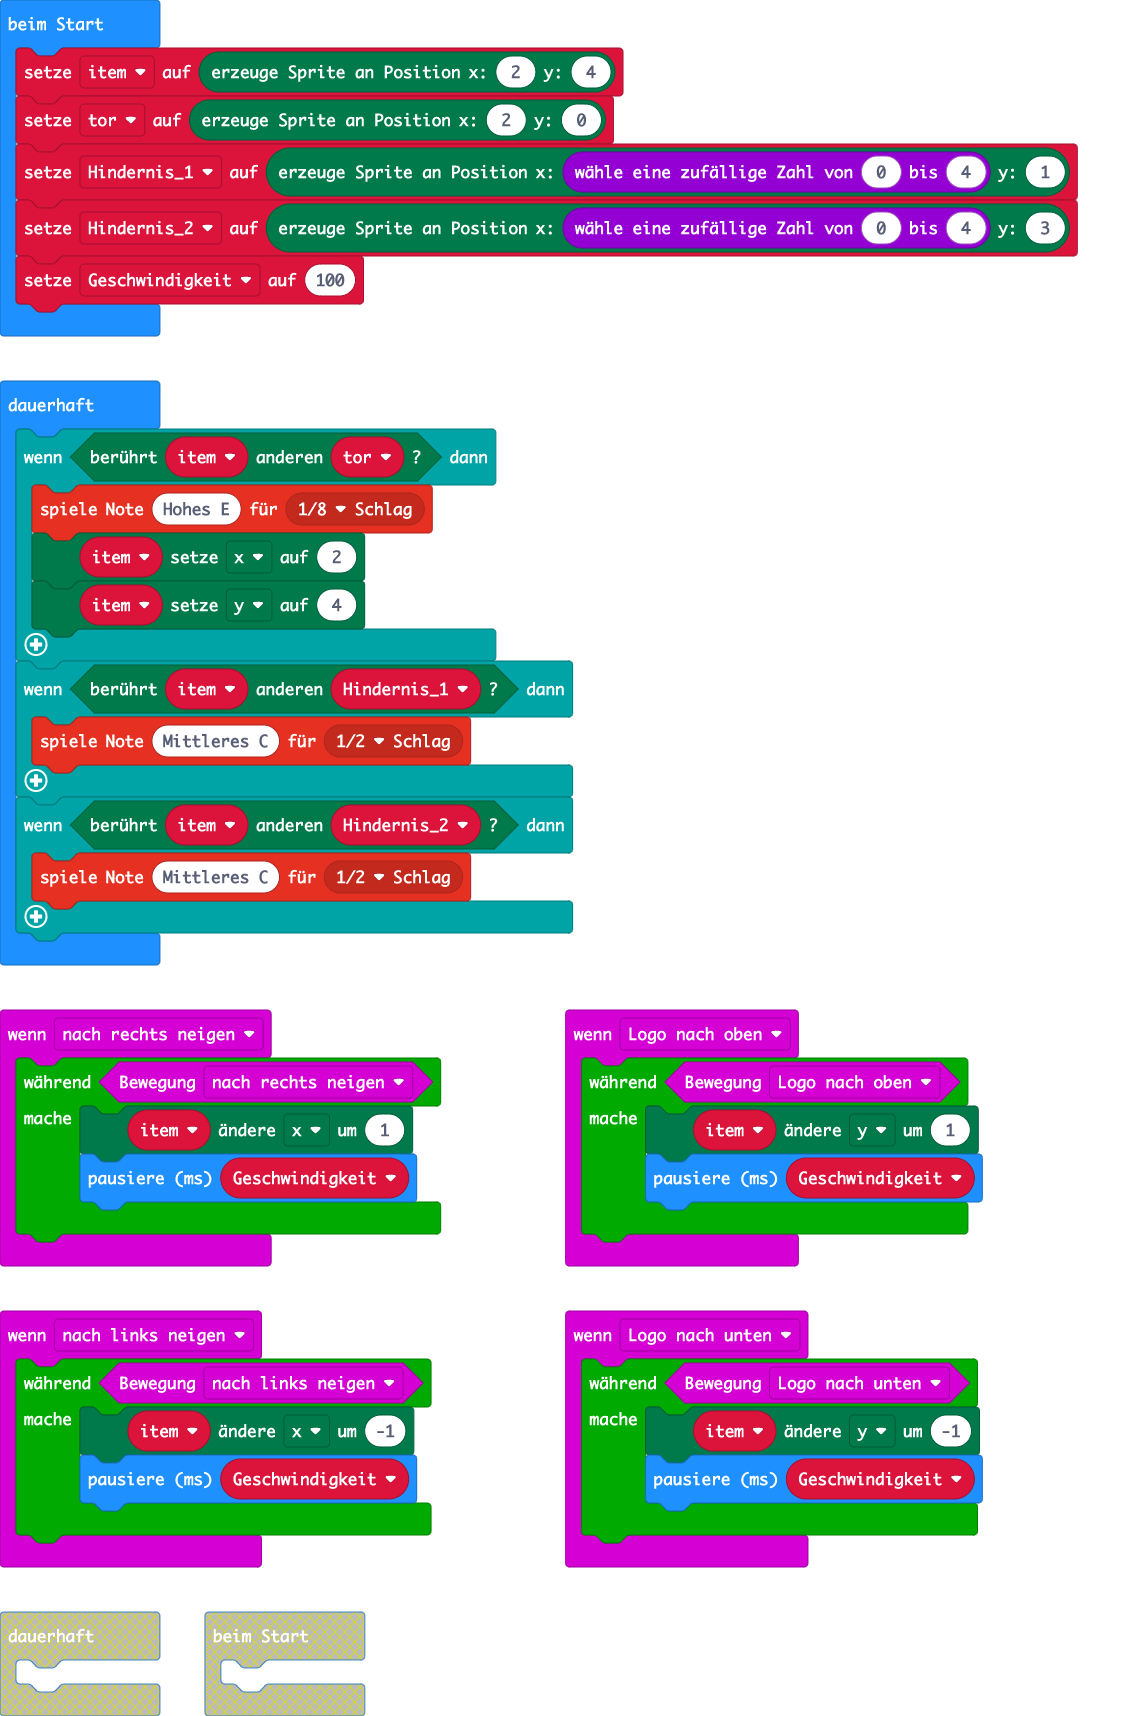 beim Start
setze item auf erzeuge Sprite an Position x: 2 y: 4
setze tor auf erzeuge Sprite an Position x: 2 y: 0
setze Hindernis_1 auf erzeuge Sprite an Position x: wähle eine zufällige Zahl von 0 bis 4 y: 1
setze Hindernis_2 auf erzeuge Sprite an Position x: wähle eine zufällige Zahl von 0 bis 4 y: 3
setze Geschwindigkeit auf 100
dauerhaft
wenn berührt item anderen tor ? dann
spiele Note Hohes E für 1/8 Schlag
item setze x auf 2
item setze y auf 4
wenn berührt item anderen Hindernis_1 ? dann
spiele Note Mittleres C für 1/2 Schlag
wenn berührt item anderen Hindernis_2 ? dann
spiele Note Mittleres C für 1/2 Schlag
wenn nach rechts neigen
während Bewegung nach rechts neigen
mache item ändere x um 1
pausiere (ms) Geschwindigkeit
wenn Logo nach oben
während Bewegung Logo nach oben
mache item ändere y um 1
pausiere (ms) Geschwindigkeit
wenn nach links neigen
während Bewegung nach links neigen
mache item ändere x um -1
pausiere (ms) Geschwindigkeit
wenn Logo nach unten
während Bewegung Logo nach unten
mache item ändere y um -1
pausiere (ms) Geschwindigkeit
dauerhaft
beim Start